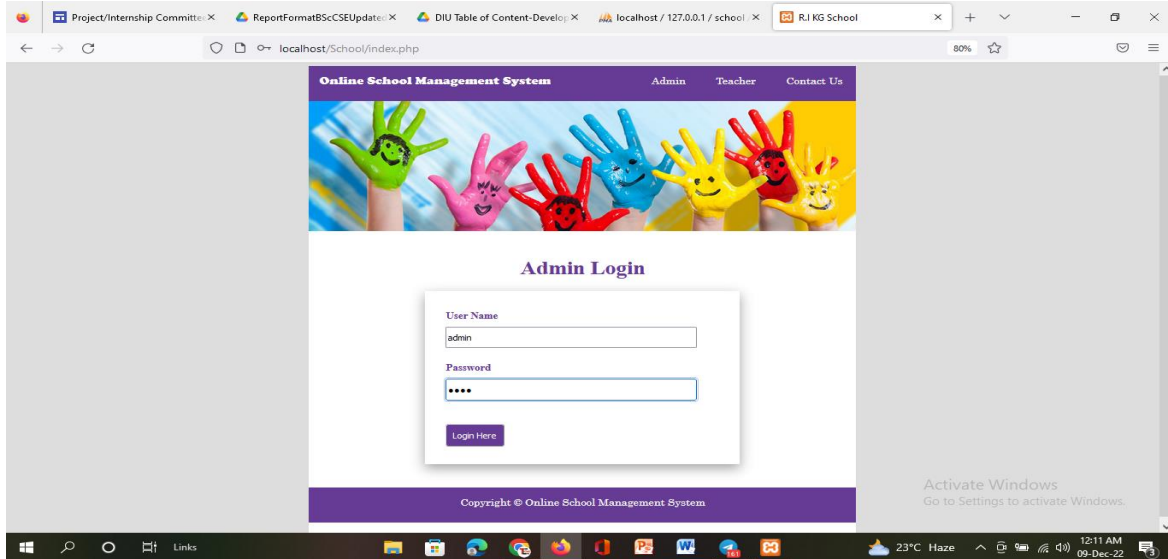 Project/Internship Committe
ReportFormatBScCSEUpdated
DIU Table of Content-Develop
localhost / 127.0.0.1 / school /
R.I KG School
localhost/School/index.php
80%
Online School Management System
Admin
Teacher
Contact Us
Admin Login
User Name
admin
Password
Login Here
Copyright © Online School Management System
Activate Windows
Go to Settings to activate Windows.
Links
23°C Haze
12:11 AM
09-Dec-22